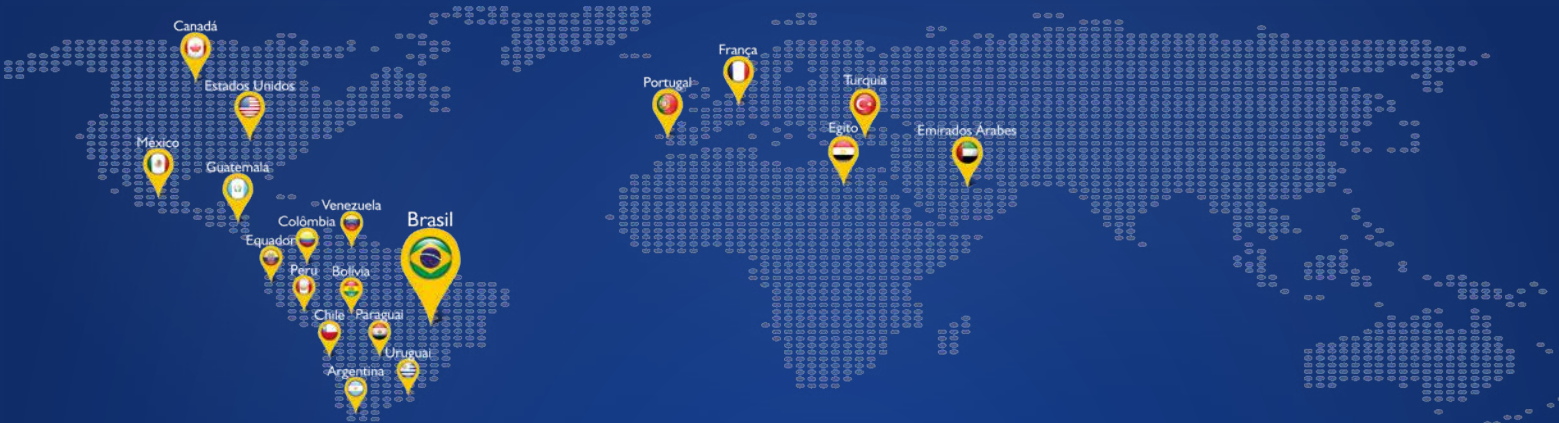 Canadá
Estados Unidos
México
Guatemala
Venezuela
Colômbia
Brasil
Equador
Peru
Bolívia
Chile
Paraguai
Uruguai
Argentina
França
Portugal
Turquia
Egito
Emirados Árabes